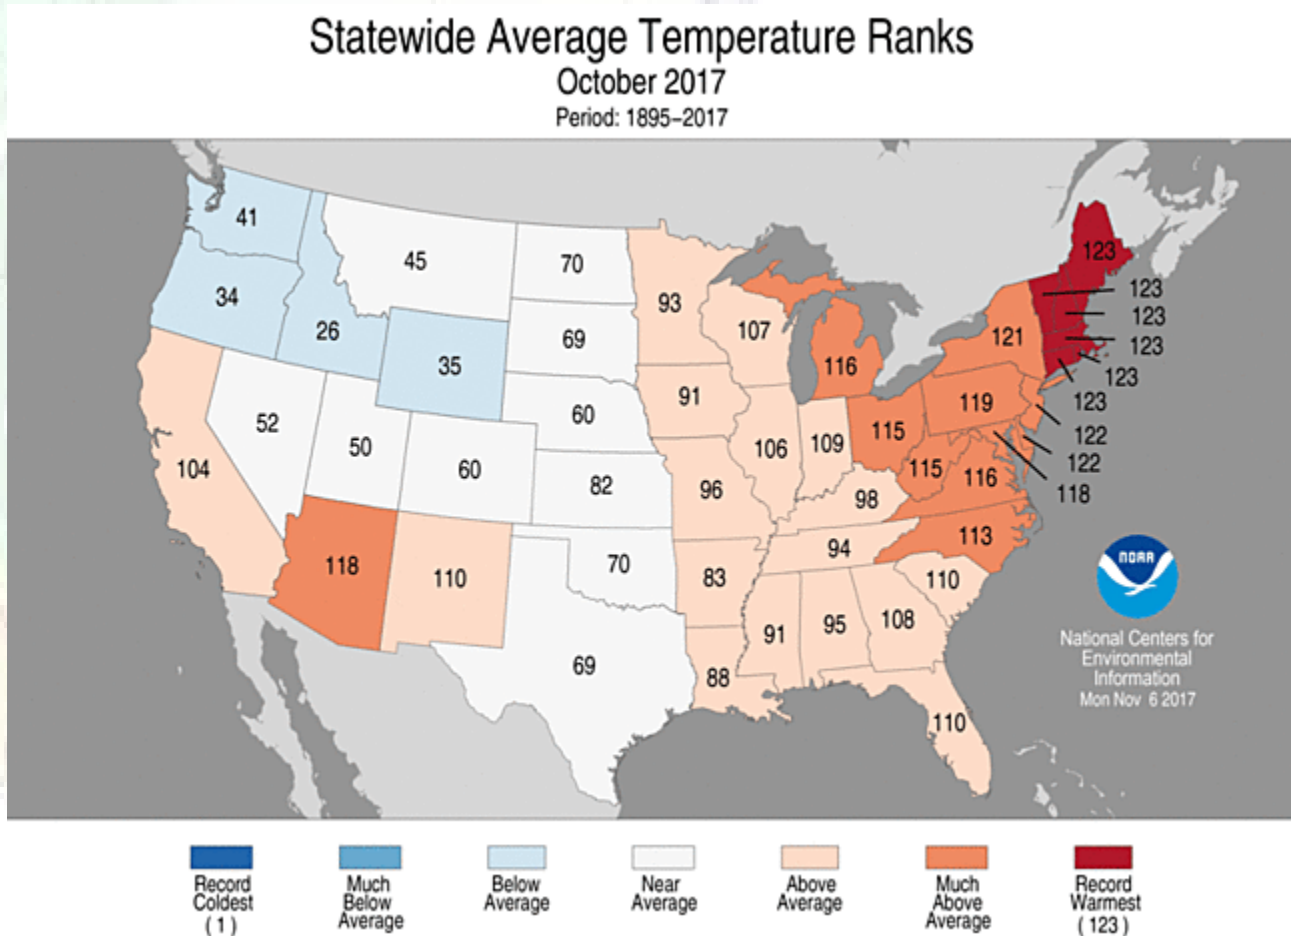 Statewide Average Temperature Ranks
October 2017
Period: 1895–2017
41
45
70
93
107
116
121
123
123
123
123
123
123
34
26
35
69
91
106
109
115
119
122
122
118
52
50
60
60
82
96
98
115
116
104
118
110
70
83
94
113
110
69
88
91
95
108
110
NOAA
National Centers for
Environmental
Information
Mon Nov 6 2017
Record
Coldest
(1)
Much
Below
Average
Below
Average
Near
Average
Above
Average
Much
Above
Average
Record
Warmest
(123)